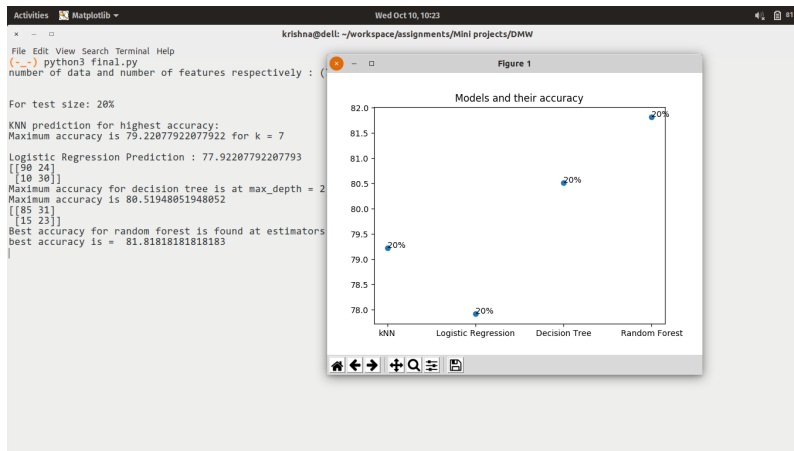 Activities Matplotlib Wed Oct 10, 10:23 81
krishna@dell: ~/workspace/assignments/Mini projects/DMW
File Edit View Search Terminal Help
(-_-) python3 final.py
number of data and number of features respectively : (
For test size: 20%
KNN prediction for highest accuracy:
Maximum accuracy is 79.22077922077922 for k = 7
Logistic Regression Prediction : 77.92207792207793
[[90 24]
[10 30]]
Maximum accuracy for decision tree is at max_depth = 2
Maximum accuracy is 80.51948051948052
[[85 31]
[15 23]]
Best accuracy for random forest is found at estimators
best accuracy is = 81.81818181818183
Figure 1
Models and their accuracy
82.0
81.5
81.0
80.5
80.0
79.5
79.0
78.5
78.0
20%
20%
20%
20%
kNN Logistic Regression Decision Tree Random Forest